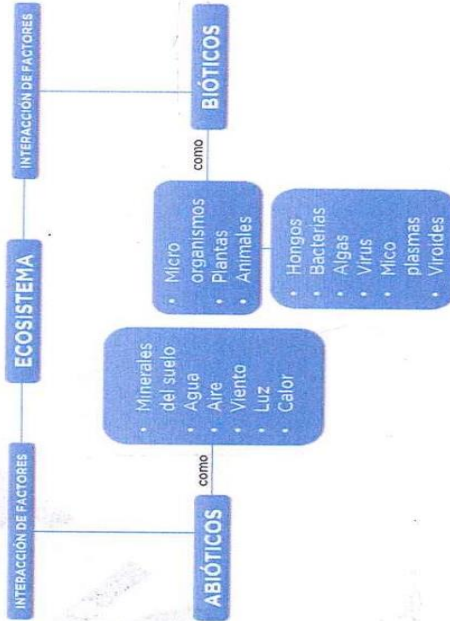 ECOSISTEMA
INTERACCIÓN DE FACTORES
INTERACCIÓN DE FACTORES
ABIÓTICOS
como
• Minerales
del suelo
• Agua
• Aire
• Viento
• Luz
• Calor
BIÓTICOS
como
• Micro
organismos
• Plantas
• Animales
• Hongos
• Bacterias
• Algas
• Virus
• Mico
plasmas
• Viroides